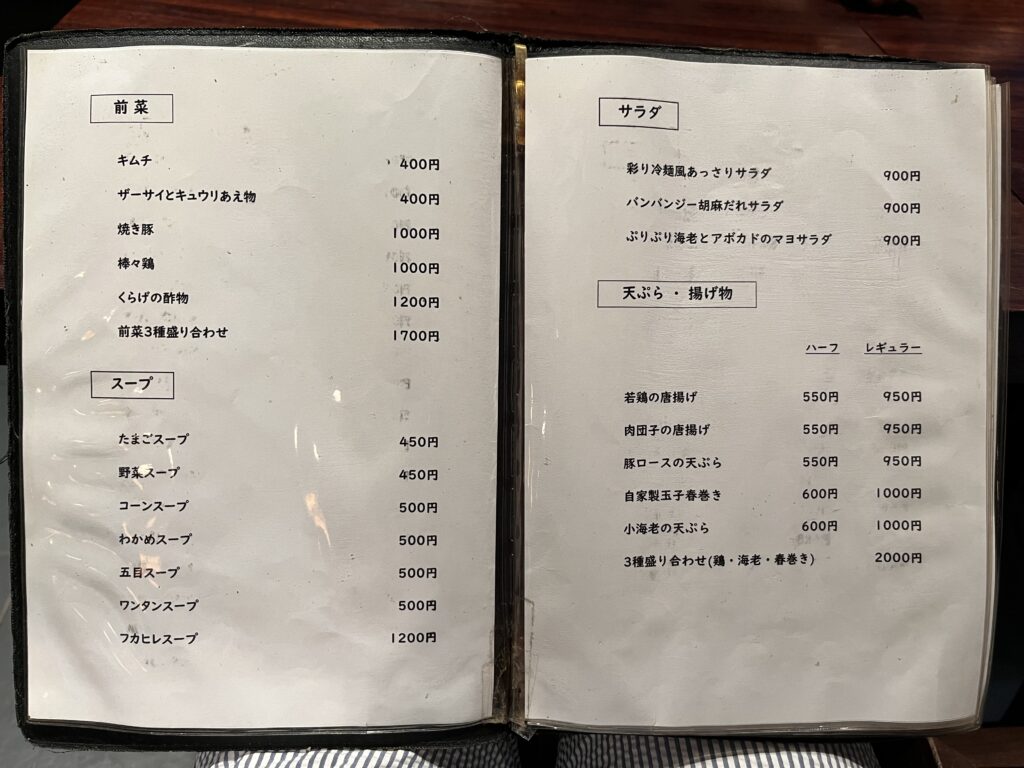 前菜
キムチ 400円
ザーサイとキュウリあえ物 400円
焼き豚 1000円
棒々鶏 1000円
くらげの酢物 1200円
前菜3種盛り合わせ 1700円
スープ
たまごスープ 450円
野菜スープ 450円
コーンスープ 500円
わかめスープ 500円
五目スープ 500円
ワンタンスープ 500円
フカヒレスープ 1200円
サラダ
彩り冷麺風あっさりサラダ 900円
バンバンジー胡麻だれサラダ 900円
ぷりぷり海老とアボカドのマヨサラダ 900円
天ぷら・揚げ物
ハーフ レギュラー
若鶏の唐揚げ 550円 950円
肉団子の唐揚げ 550円 950円
豚ロースの天ぷら 550円 950円
自家製玉子春巻き 600円 1000円
小海老の天ぷら 600円 1000円
3種盛り合わせ(鶏・海老・春巻き) 2000円